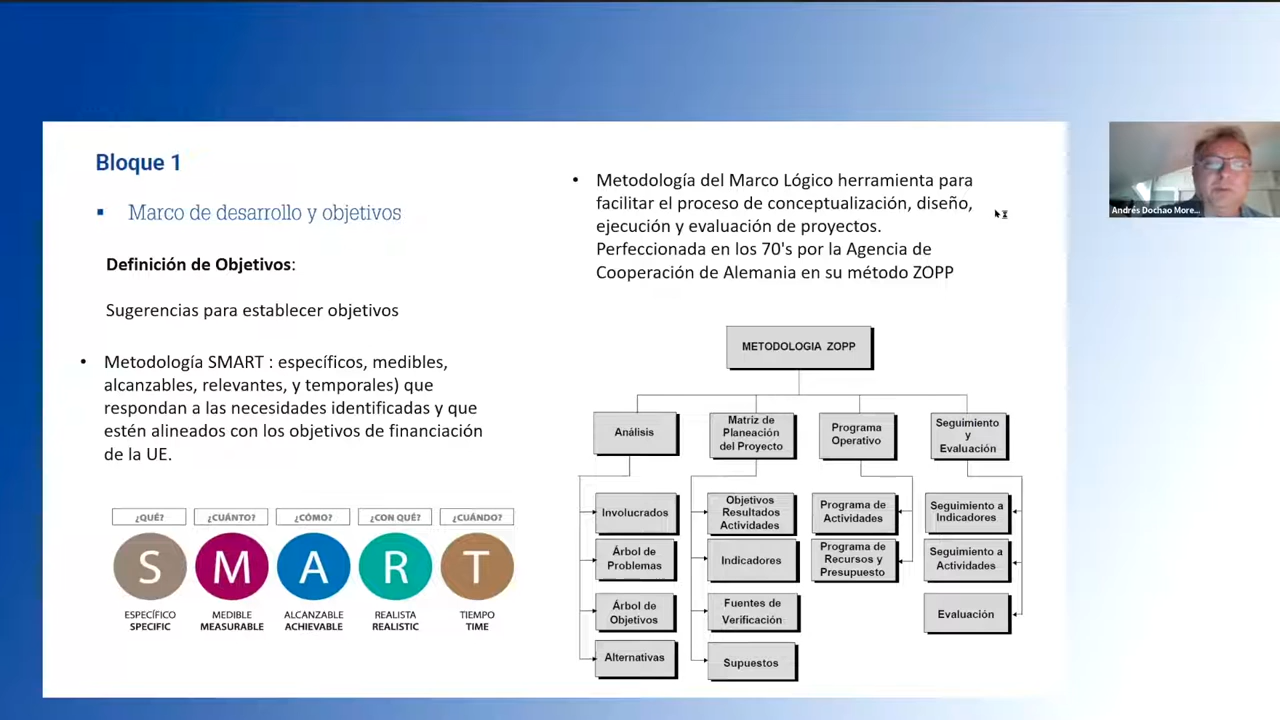 Bloque 1
▪ Marco de desarrollo y objetivos
Definición de Objetivos:
Sugerencias para establecer objetivos
• Metodología SMART : específicos, medibles,
alcanzables, relevantes, y temporales) que
respondan a las necesidades identificadas y que
estén alineados con los objetivos de financiación
de la UE.
¿QUÉ? ¿CUÁNTO? ¿CÓMO? ¿CON QUÉ? ¿CUÁNDO?
S M A R T
ESPECÍFICO MEDIBLE ALCANZABLE REALISTA TIEMPO
SPECIFIC MEASURABLE ACHIEVABLE REALISTIC TIME
• Metodología del Marco Lógico herramienta para
facilitar el proceso de conceptualización, diseño,
ejecución y evaluación de proyectos.
Perfeccionada en los 70's por la Agencia de
Cooperación de Alemania en su método ZOPP
METODOLOGIA ZOPP
Análisis
Involucrados
Árbol de
Problemas
Árbol de
Objetivos
Alternativas
Matríz de
Planeación
del Proyecto
Objetivos
Resultados
Actividades
Indicadores
Fuentes de
Verificación
Supuestos
Programa
Operativo
Programa de
Actividades
Programa de
Recursos y
Presupuesto
Seguimiento
y
Evaluación
Seguimiento a
Indicadores
Seguimiento a
Actividades
Evaluación
Andrés Dochao More...